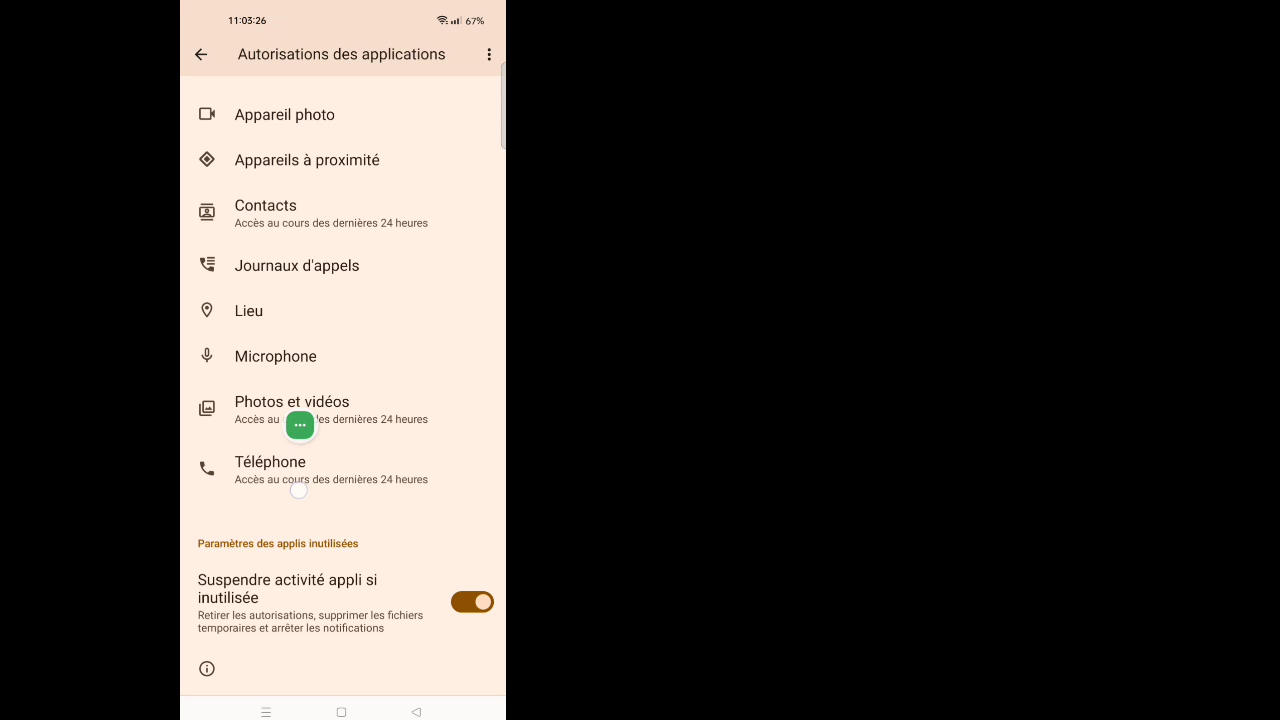 11:03:26
67%
Autorisations des applications
Appareil photo
Appareils à proximité
Contacts
Accès au cours des dernières 24 heures
Journaux d'appels
Lieu
Microphone
Photos et vidéos
Accès au des dernières 24 heures
Téléphone
Accès au cours des dernières 24 heures
Paramètres des applis inutilisées
Suspendre activité appli si
inutilisée
Retirer les autorisations, supprimer les fichiers
temporaires et arrêter les notifications